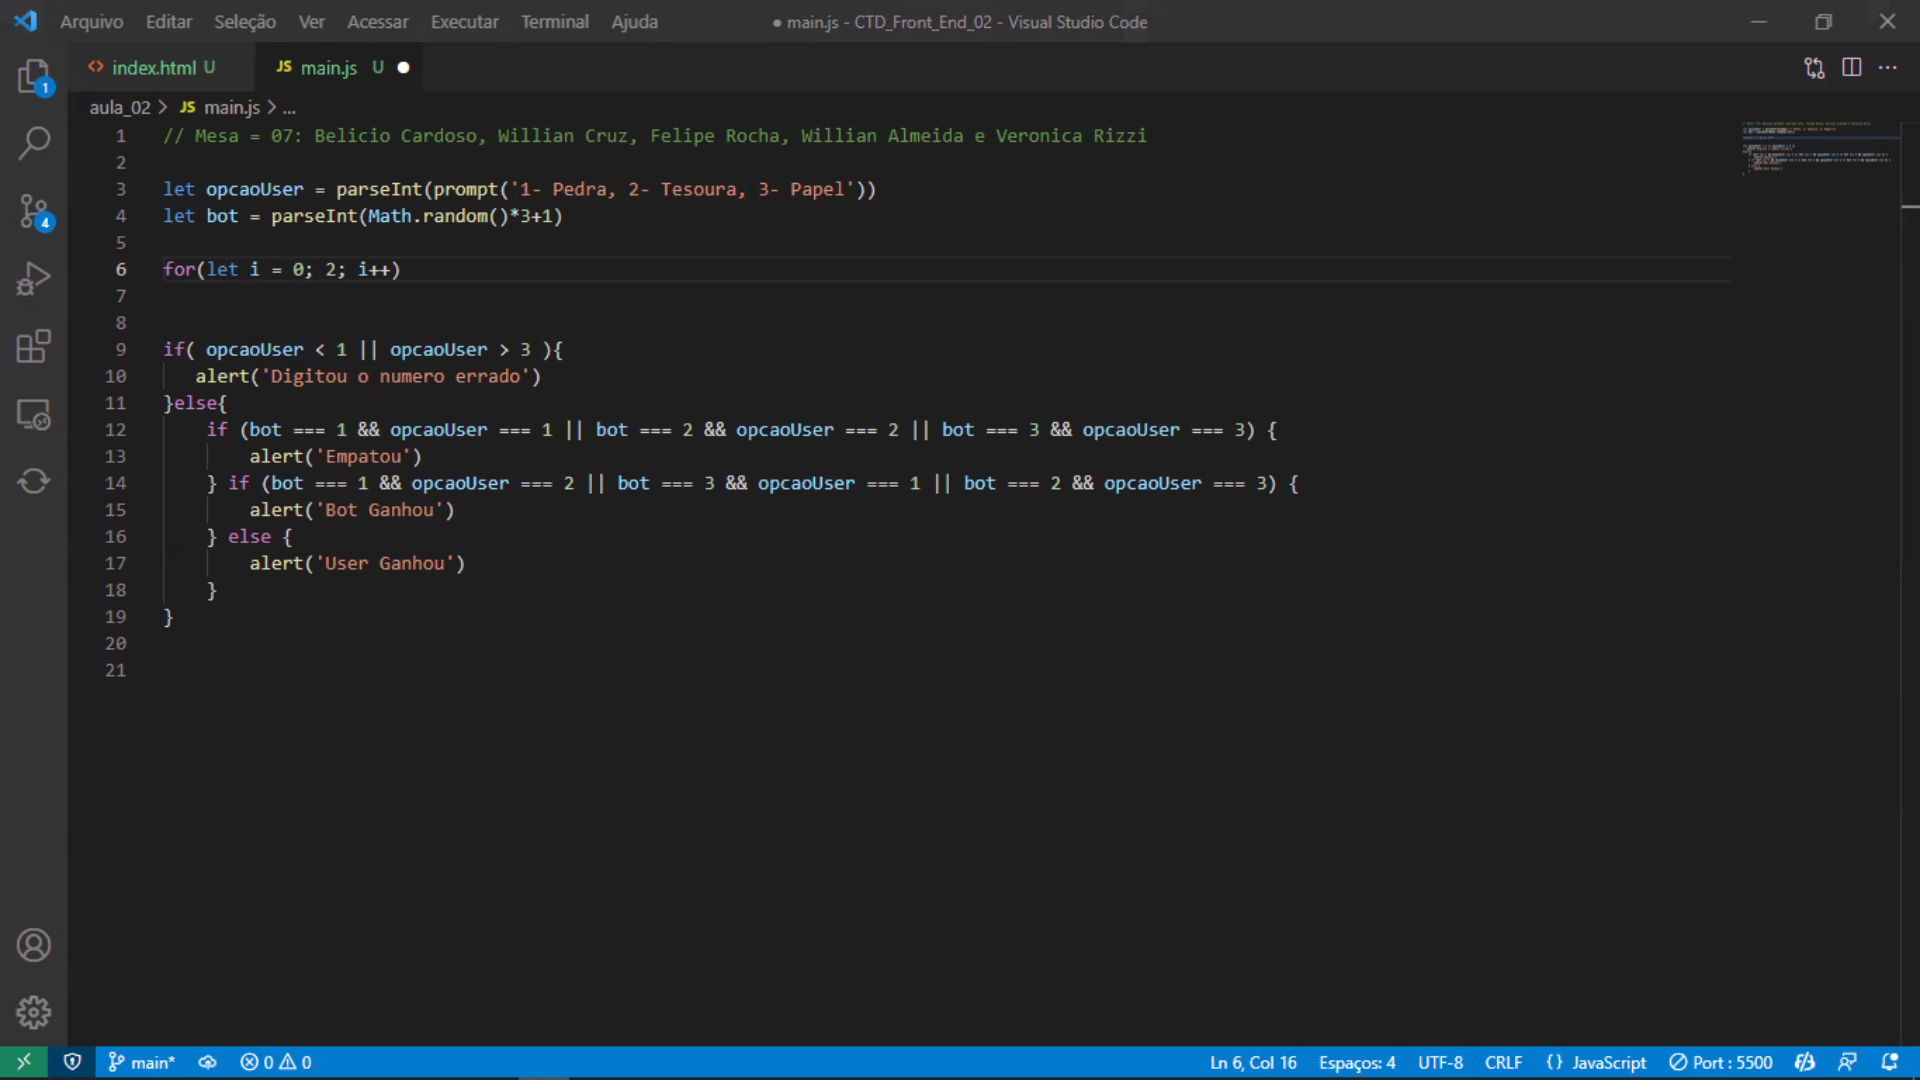 Arquivo Editar Seleção Ver Acessar Executar Terminal Ajuda ● main.js - CTD_Front_End_02 - Visual Studio Code
index.html U JS main.js U
aula_02 > JS main.js > ...
1 // Mesa = 07: Belicio Cardoso, Willian Cruz, Felipe Rocha, Willian Almeida e Veronica Rizzi
2
3 let opcaoUser = parseInt(prompt('1- Pedra, 2- Tesoura, 3- Papel'))
4 let bot = parseInt(Math.random()*3+1)
5
6 for(let i = 0; 2; i++)
7
8
9 if( opcaoUser < 1 || opcaoUser > 3 ){
10 alert('Digitou o numero errado')
11 }else{
12 if (bot === 1 && opcaoUser === 1 || bot === 2 && opcaoUser === 2 || bot === 3 && opcaoUser === 3) {
13 alert('Empatou')
14 } if (bot === 1 && opcaoUser === 2 || bot === 3 && opcaoUser === 1 || bot === 2 && opcaoUser === 3) {
15 alert('Bot Ganhou')
16 } else {
17 alert('User Ganhou')
18 }
19 }
20
21
1
4
main* 0 0 Ln 6, Col 16 Espaços: 4 UTF-8 CRLF {} JavaScript Port : 5500